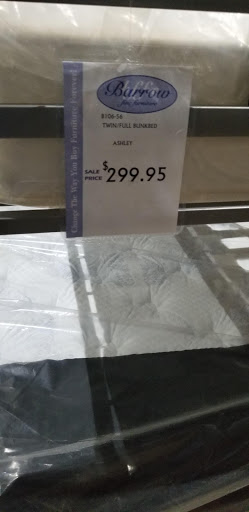 Barrow
fine furniture
B106-56
TWIN/FULL BUNKBED
ASHLEY
SALE PRICE $299.95
Change The Way You Buy Furniture Forever!